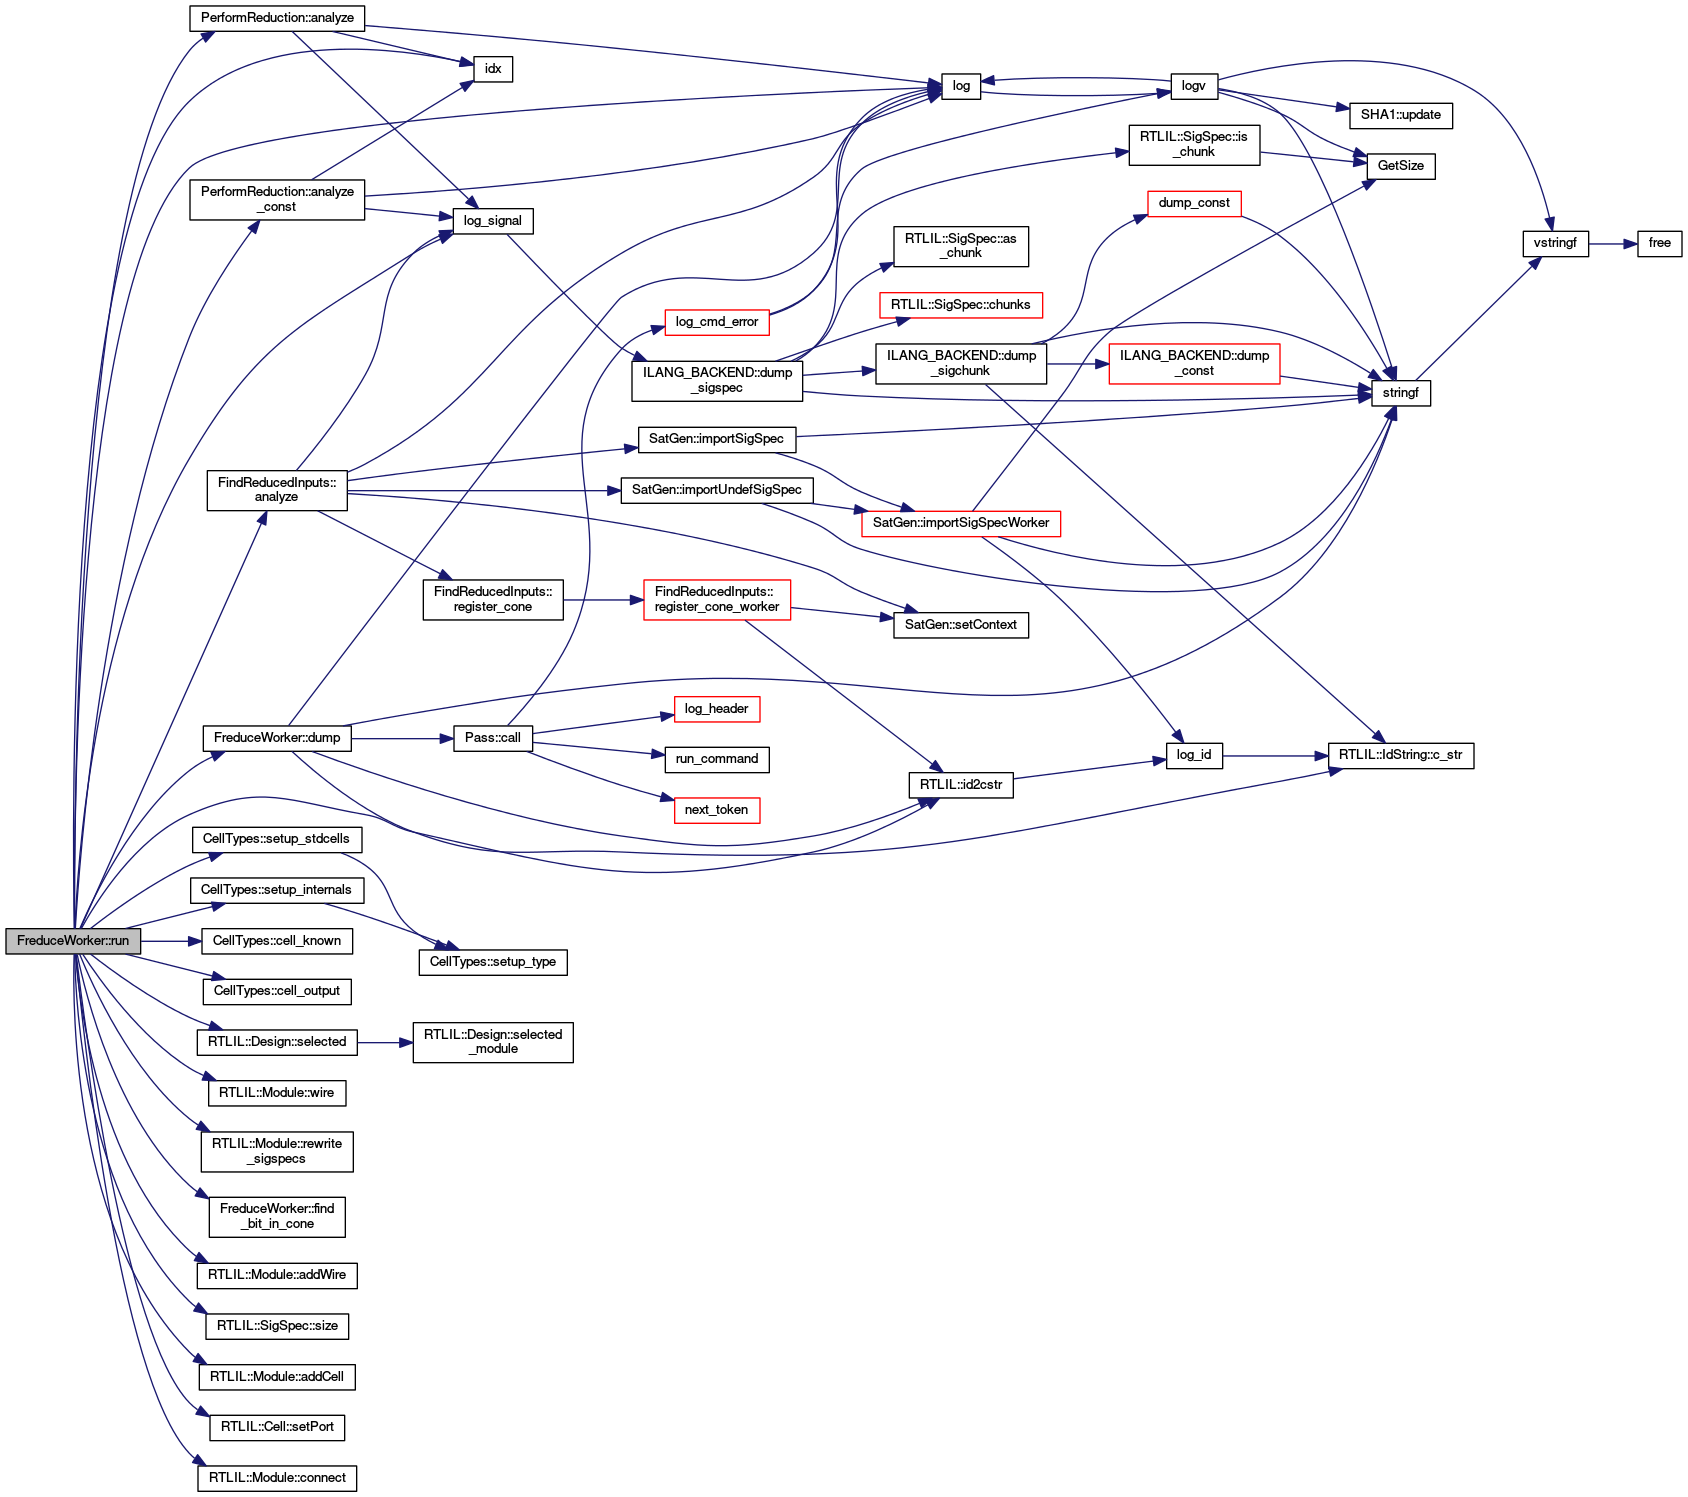 PerformReduction::analyze
idx
log
logv
SHA1::update
RTLIL::SigSpec::is
_chunk
GetSize
PerformReduction::analyze
_const
log_signal
dump_const
RTLIL::SigSpec::as
_chunk
vstringf
free
RTLIL::SigSpec::chunks
log_cmd_error
ILANG_BACKEND::dump
_sigspec
ILANG_BACKEND::dump
_sigchunk
ILANG_BACKEND::dump
_const
stringf
SatGen::importSigSpec
FindReducedInputs::
analyze
SatGen::importUndefSigSpec
SatGen::importSigSpecWorker
FindReducedInputs::
register_cone
FindReducedInputs::
register_cone_worker
SatGen::setContext
log_header
FreduceWorker::dump
Pass::call
run_command
log_id
RTLIL::IdString::c_str
RTLIL::id2cstr
next_token
CellTypes::setup_stdcells
CellTypes::setup_internals
FreduceWorker::run
CellTypes::cell_known
CellTypes::setup_type
CellTypes::cell_output
RTLIL::Design::selected
RTLIL::Design::selected
_module
RTLIL::Module::wire
RTLIL::Module::rewrite
_sigspecs
FreduceWorker::find
_bit_in_cone
RTLIL::Module::addWire
RTLIL::SigSpec::size
RTLIL::Module::addCell
RTLIL::Cell::setPort
RTLIL::Module::connect